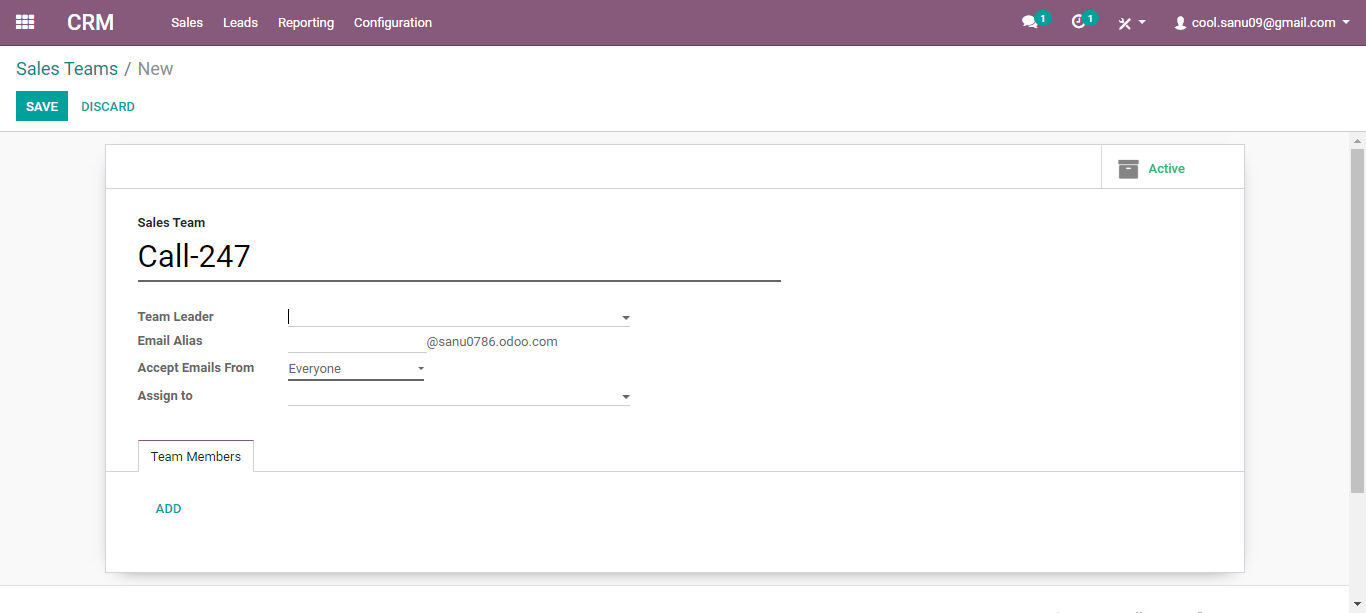 CRM Sales Leads Reporting Configuration 1 1 cool.sanu09@gmail.com
Sales Teams / New
SAVE DISCARD
Active
Sales Team
Call-247
Team Leader
Email Alias @sanu0786.odoo.com
Accept Emails From Everyone
Assign to
Team Members
ADD